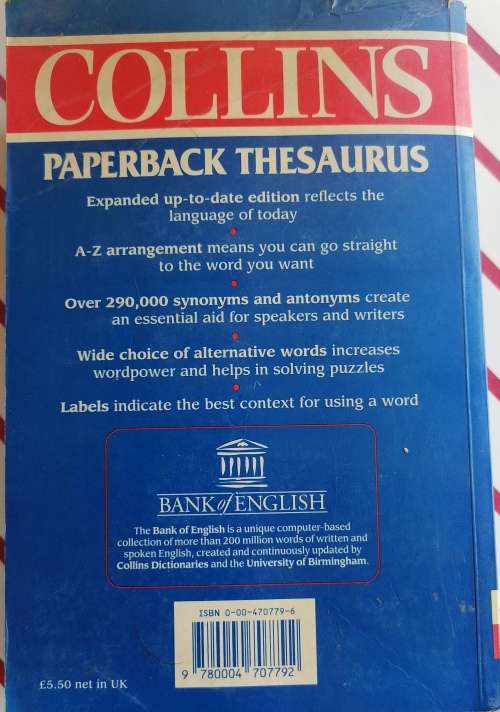 COLLINS
PAPERBACK THESAURUS
Expanded up-to-date edition reflects the
language of today
A-Z arrangement means you can go straight
to the word you want
Over 290,000 synonyms and antonyms create
an essential aid for speakers and writers
Wide choice of alternative words increases
wordpower and helps in solving puzzles
Labels indicate the best context for using a word
BANK of ENGLISH
The Bank of English is a unique computer-based
collection of more than 200 million words of written and
spoken English, created and continuously updated by
Collins Dictionaries and the University of Birmingham.
ISBN 0-00-470779-6
9 780004 707792
£5.50 net in UK